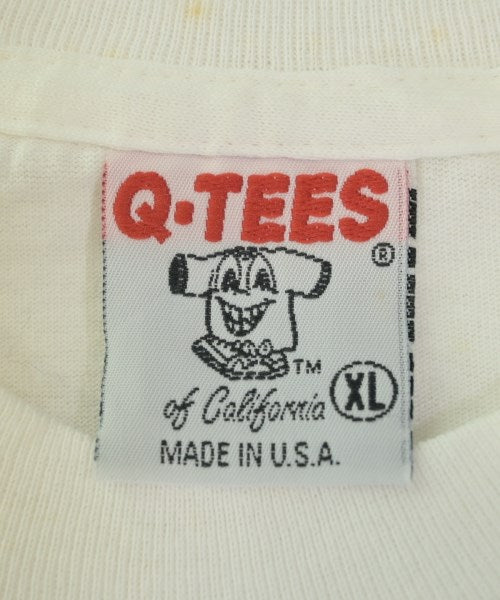 Q-TEES
®
TM
of California XL
MADE IN U.S.A.